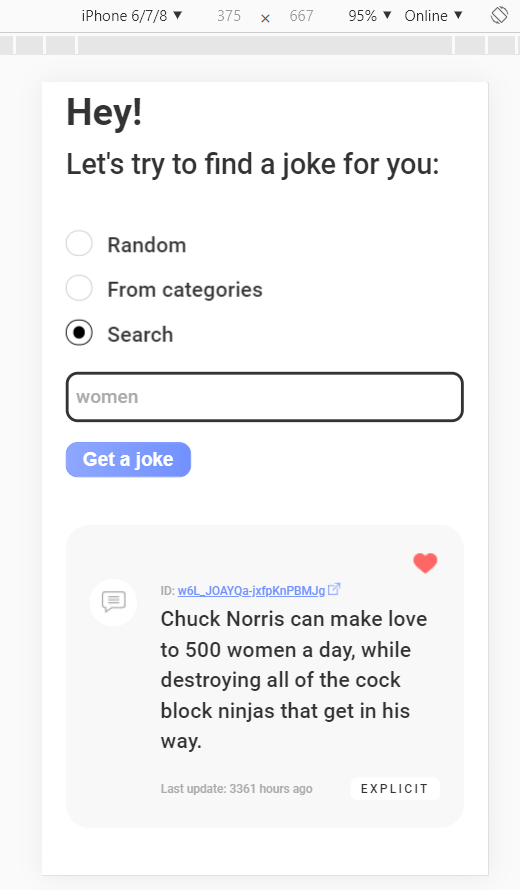 iPhone 6/7/8 ▼ 375 × 667 95% ▼ Online ▼
Hey!
Let's try to find a joke for you:
Random
From categories
Search
women
Get a joke
ID: w6L_JOAYQa-jxfpKnPBMJg
Chuck Norris can make love
to 500 women a day, while
destroying all of the cock
block ninjas that get in his
way.
Last update: 3361 hours ago EXPLICIT